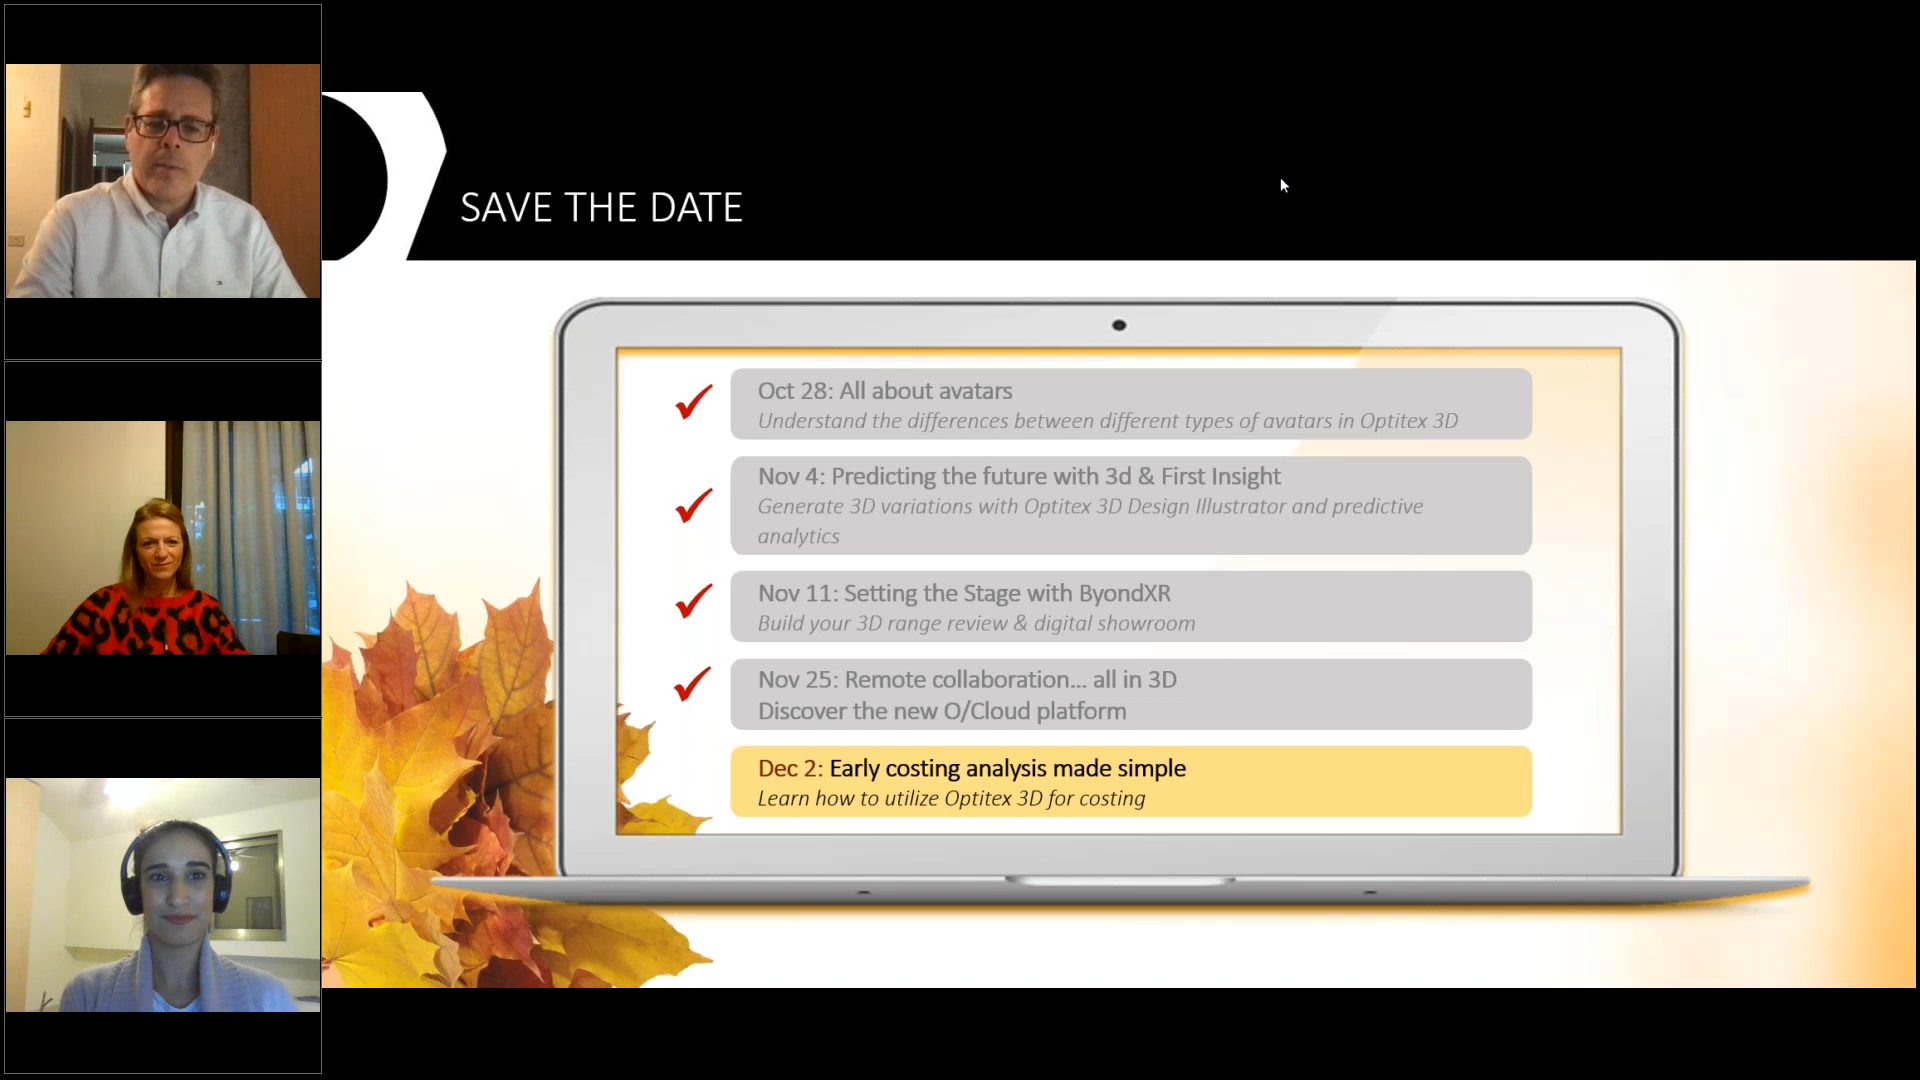 SAVE THE DATE
Oct 28: All about avatars
Understand the differences between different types of avatars in Optitex 3D
Nov 4: Predicting the future with 3d & First Insight
Generate 3D variations with Optitex 3D Design Illustrator and predictive
analytics
Nov 11: Setting the Stage with ByondXR
Build your 3D range review & digital showroom
Nov 25: Remote collaboration... all in 3D
Discover the new O/Cloud platform
Dec 2: Early costing analysis made simple
Learn how to utilize Optitex 3D for costing